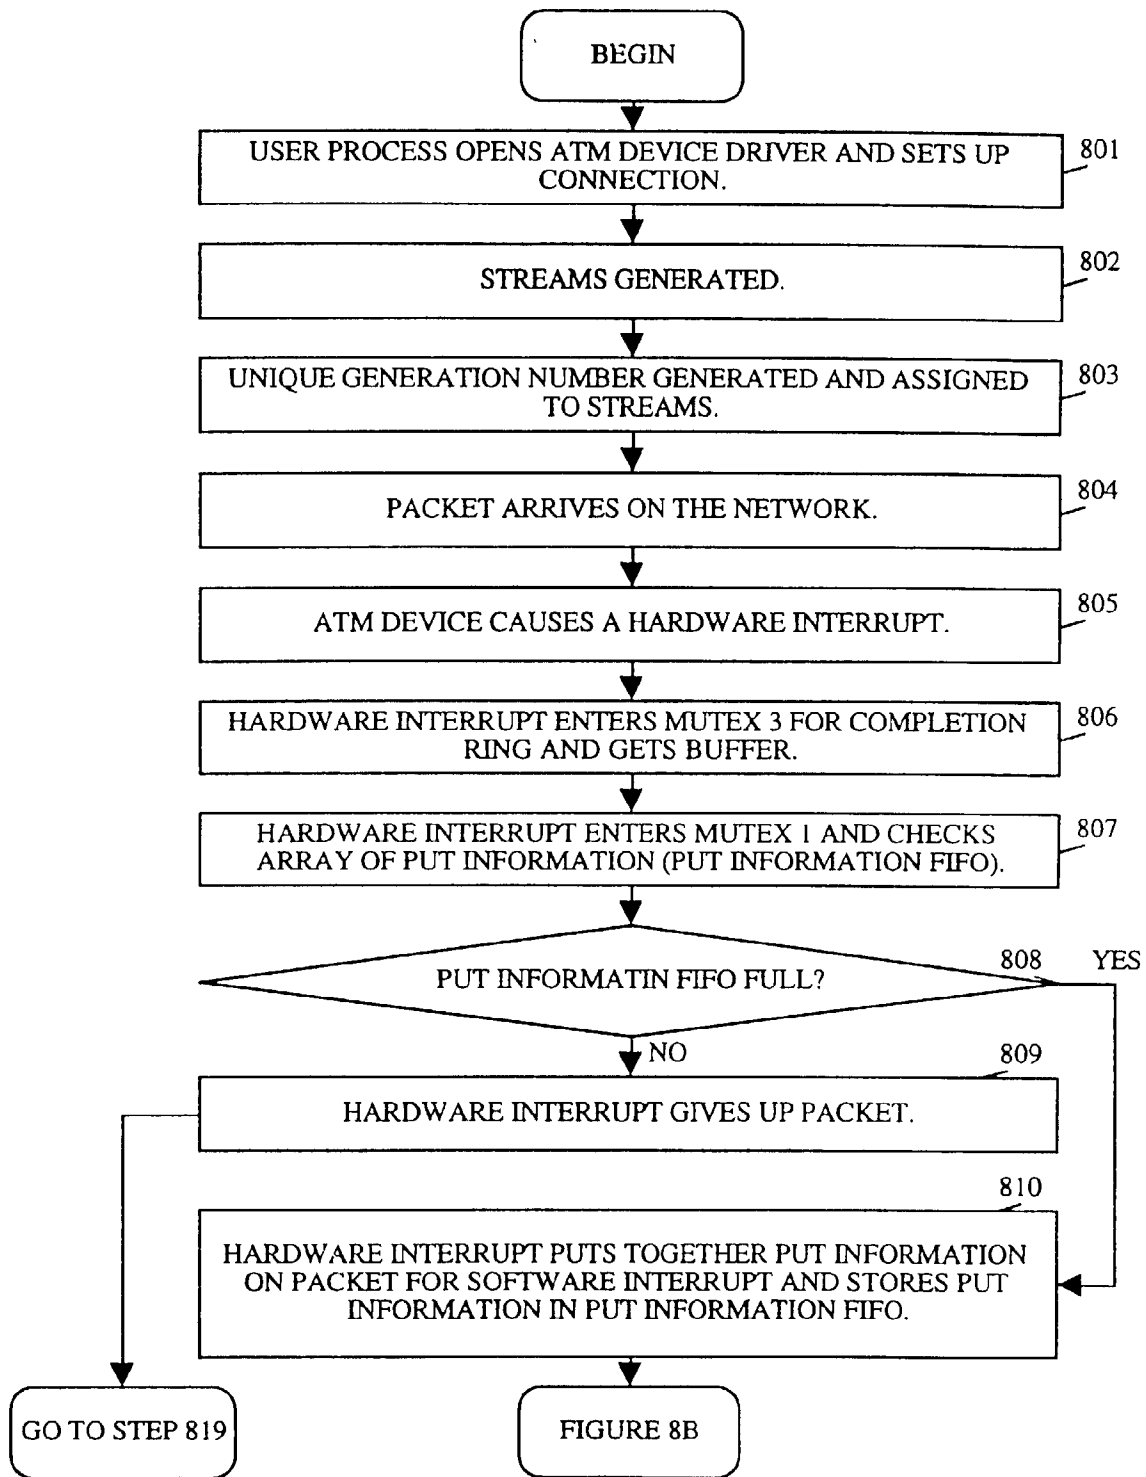 BEGIN
USER PROCESS OPENS ATM DEVICE DRIVER AND SETS UP
CONNECTION.
801
STREAMS GENERATED.
802
UNIQUE GENERATION NUMBER GENERATED AND ASSIGNED
TO STREAMS.
803
PACKET ARRIVES ON THE NETWORK.
804
ATM DEVICE CAUSES A HARDWARE INTERRUPT.
805
HARDWARE INTERRUPT ENTERS MUTEX 3 FOR COMPLETION
RING AND GETS BUFFER.
806
HARDWARE INTERRUPT ENTERS MUTEX 1 AND CHECKS
ARRAY OF PUT INFORMATION (PUT INFORMATION FIFO).
807
PUT INFORMATIN FIFO FULL?
808
YES
NO
809
HARDWARE INTERRUPT GIVES UP PACKET.
810
HARDWARE INTERRUPT PUTS TOGETHER PUT INFORMATION
ON PACKET FOR SOFTWARE INTERRUPT AND STORES PUT
INFORMATION IN PUT INFORMATION FIFO.
GO TO STEP 819
FIGURE 8B